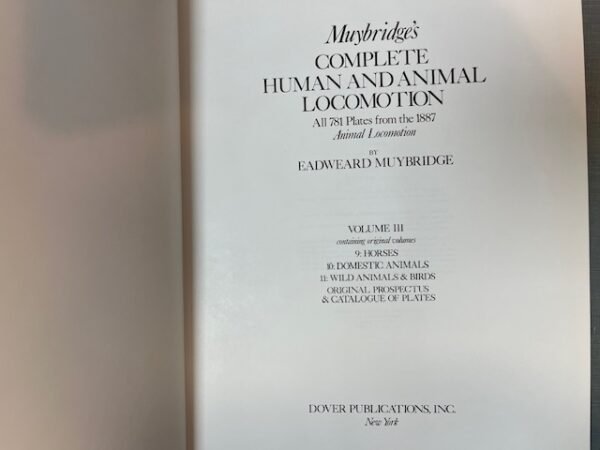 Muybridge's
COMPLETE
HUMAN AND ANIMAL
LOCOMOTION
All 781 Plates from the 1887
Animal Locomotion
BY
EADWEARD MUYBRIDGE
VOLUME III
containing original volumes
9: HORSES
10: DOMESTIC ANIMALS
11: WILD ANIMALS & BIRDS
ORIGINAL PROSPECTUS
& CATALOGUE OF PLATES
DOVER PUBLICATIONS, INC.
New York